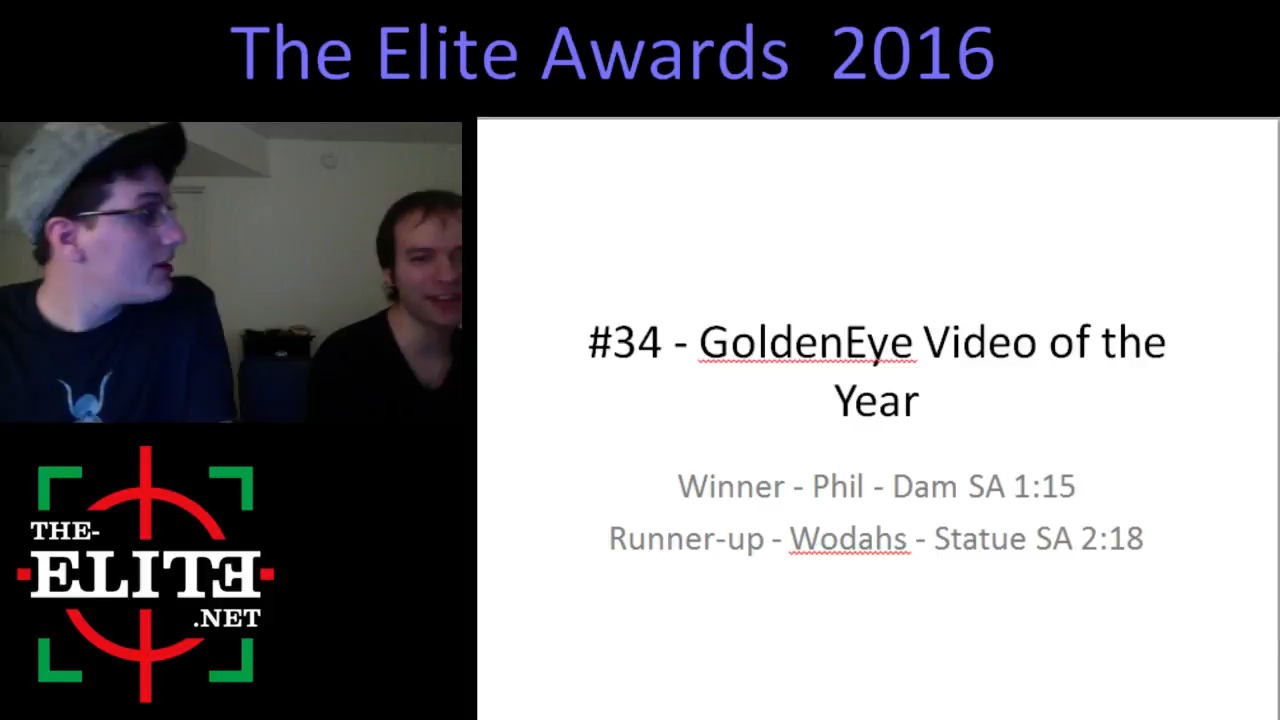 The Elite Awards 2016
#34 - GoldenEye Video of the
Year
Winner - Phil - Dam SA 1:15
Runner-up - Wodahs - Statue SA 2:18
THE-
ELITE
.NET